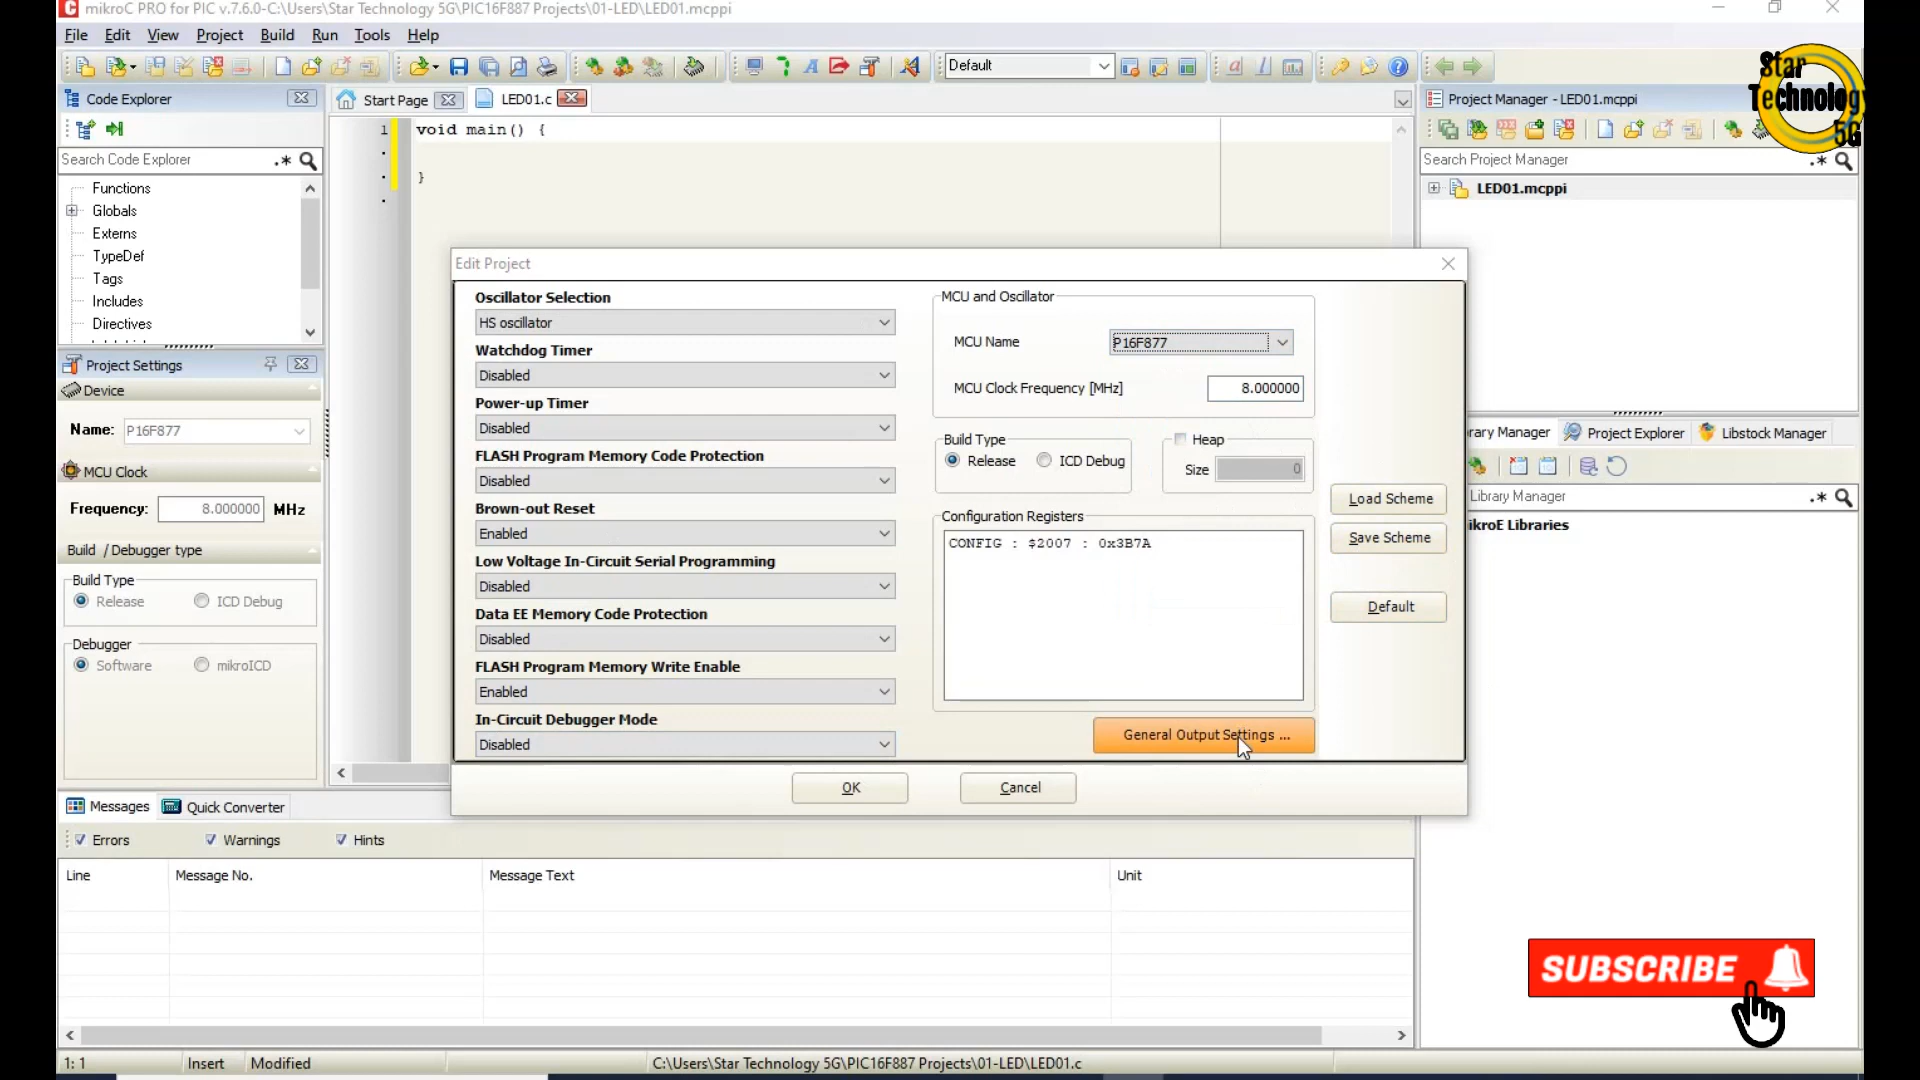 mikroC PRO for PIC v.7.6.0-C:\Users\Star Technology 5G\PIC16F887 Projects\01-LED\LED01.mcppi
File Edit View Project Build Run Tools Help
Default
Star
Technology
5G
Code Explorer
Start Page
LED01.c
Project Manager - LED01.mcppi
1 void main() {
}
Search Code Explorer
Search Project Manager
Functions
Globals
Externs
TypeDef
Tags
Includes
Directives
LED01.mcppi
Edit Project
Oscillator Selection
HS oscillator
Watchdog Timer
Disabled
Power-up Timer
Disabled
FLASH Program Memory Code Protection
Disabled
Brown-out Reset
Enabled
Low Voltage In-Circuit Serial Programming
Disabled
Data EE Memory Code Protection
Disabled
FLASH Program Memory Write Enable
Enabled
In-Circuit Debugger Mode
Disabled
MCU and Oscillator
MCU Name P16F877
MCU Clock Frequency [MHz] 8.000000
Build Type
Release ICD Debug
Heap
Size 0
Configuration Registers
CONFIG : $2007 : 0x3B7A
Load Scheme
Save Scheme
Default
General Output Settings ...
OK Cancel
Project Settings
Device
Name: P16F877
MCU Clock
Frequency: 8.000000 MHz
Build / Debugger type
Build Type
Release ICD Debug
Debugger
Software mikroICD
rary Manager Project Explorer Libstock Manager
Library Manager
ikroE Libraries
Messages Quick Converter
Errors Warnings Hints
Line Message No. Message Text Unit
SUBSCRIBE
1: 1 Insert Modified C:\Users\Star Technology 5G\PIC16F887 Projects\01-LED\LED01.c